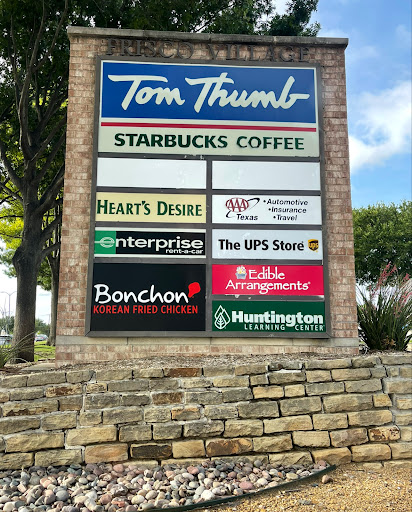 FRISCO VILLAGE
Tom Thumb
STARBUCKS COFFEE
HEART'S DESIRE
AAA
Texas
• Automotive
• Insurance
• Travel
enterprise
rent-a-car
The UPS Store
ups
Bonchon
KOREAN FRIED CHICKEN
Edible
Arrangements®
Huntington
LEARNING CENTER